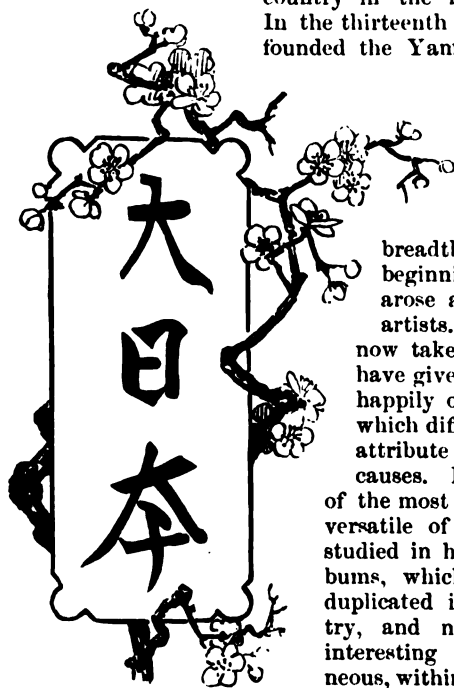 country in the
In the thirteenth
founded the Yam
大
日
本
breadth
beginni
arose a
artists.
now take
have give
happily o
which dif
attribute
causes.
of the most
versatile of
studied in h
bums, which
duplicated i
try, and n
interesting
neous, within